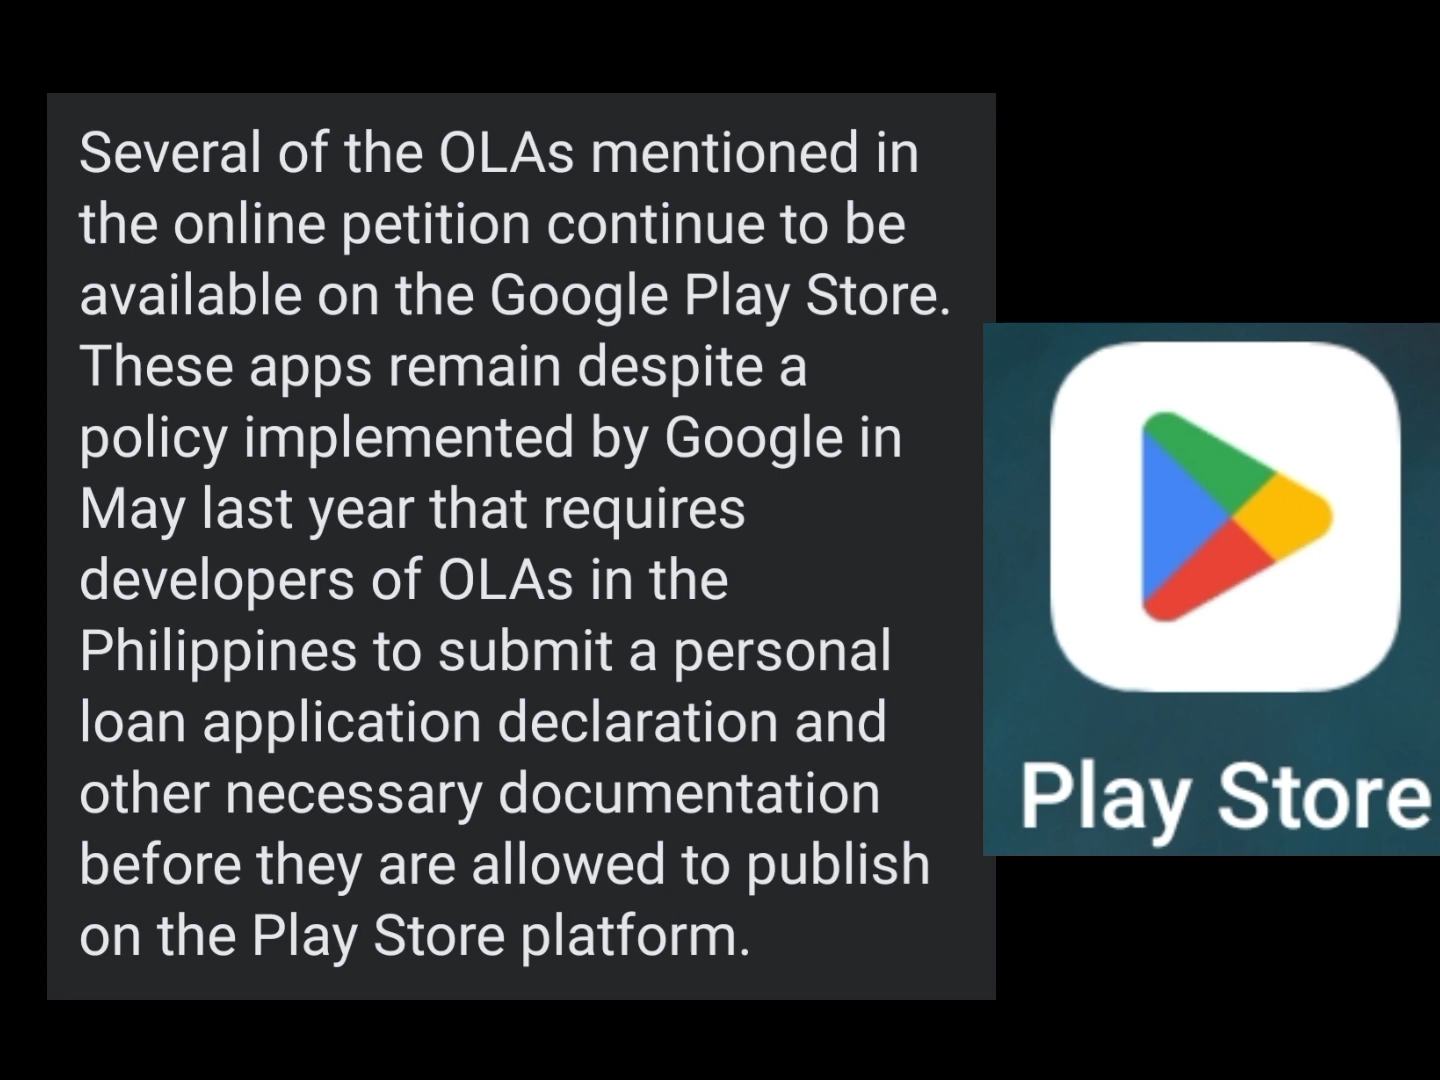 Several of the OLAs mentioned in
the online petition continue to be
available on the Google Play Store.
These apps remain despite a
policy implemented by Google in
May last year that requires
developers of OLAs in the
Philippines to submit a personal
loan application declaration and
other necessary documentation
before they are allowed to publish
on the Play Store platform.
Play Store